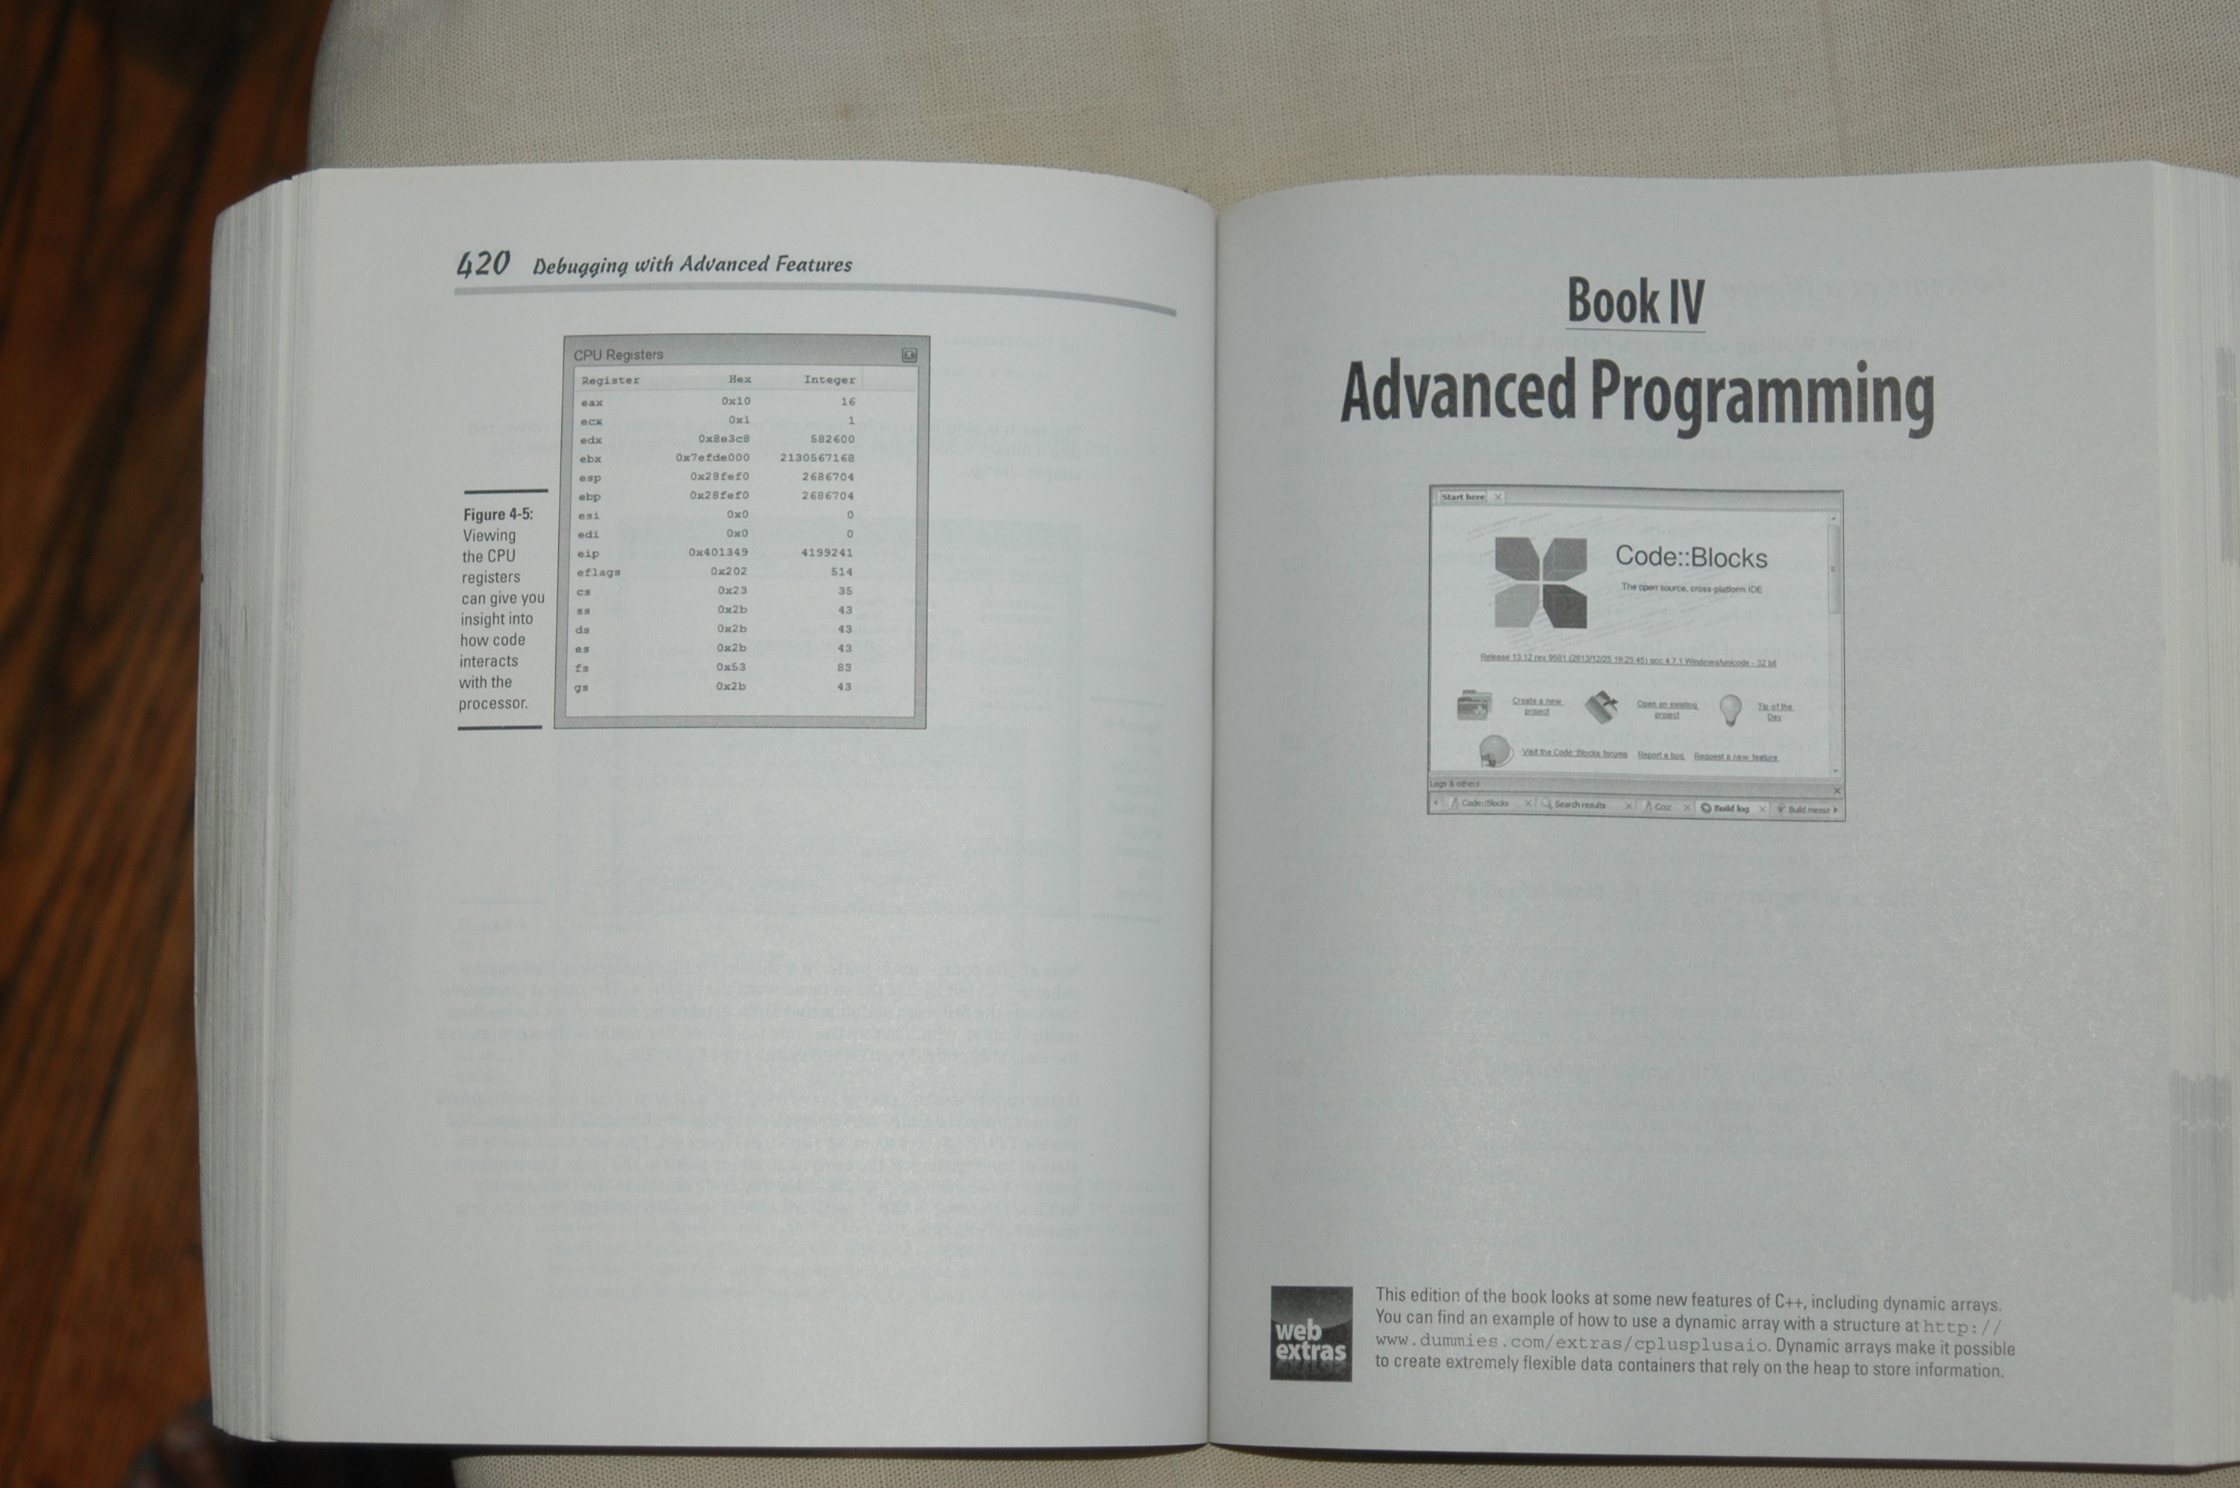 420 Debugging with Advanced Features
CPU Registers
Register Hex Integer
eax 0x10 16
ecx 0x1 1
edx 0x8e3c8 582600
ebx 0x7efde000 2130567168
esp 0x28fef0 2686704
ebp 0x28fef0 2686704
esi 0x0 0
edi 0x0 0
eip 0x401349 4199241
eflags 0x202 514
cs 0x23 35
ss 0x2b 43
ds 0x2b 43
es 0x2b 43
fs 0x53 83
gs 0x2b 43
Figure 4-5:
Viewing
the CPU
registers
can give you
insight into
how code
interacts
with the
processor.
Book IV
Advanced Programming
Start here
Code::Blocks
The open source, cross-platform IDE
Release 13.12 rev 9501 (2013/12/25 19:25:45) gcc 4.7.1 Windows/unicode - 32 bit
Create a new
project
Open an existing
project
Tip of the
Day
Visit the Code::Blocks forums Report a bug Request a new feature
Logs & others
Code::Blocks Search results Build log Build messa
web
extras
This edition of the book looks at some new features of C++, including dynamic arrays.
You can find an example of how to use a dynamic array with a structure at http://
www.dummies.com/extras/cplusplusaio. Dynamic arrays make it possible
to create extremely flexible data containers that rely on the heap to store information.